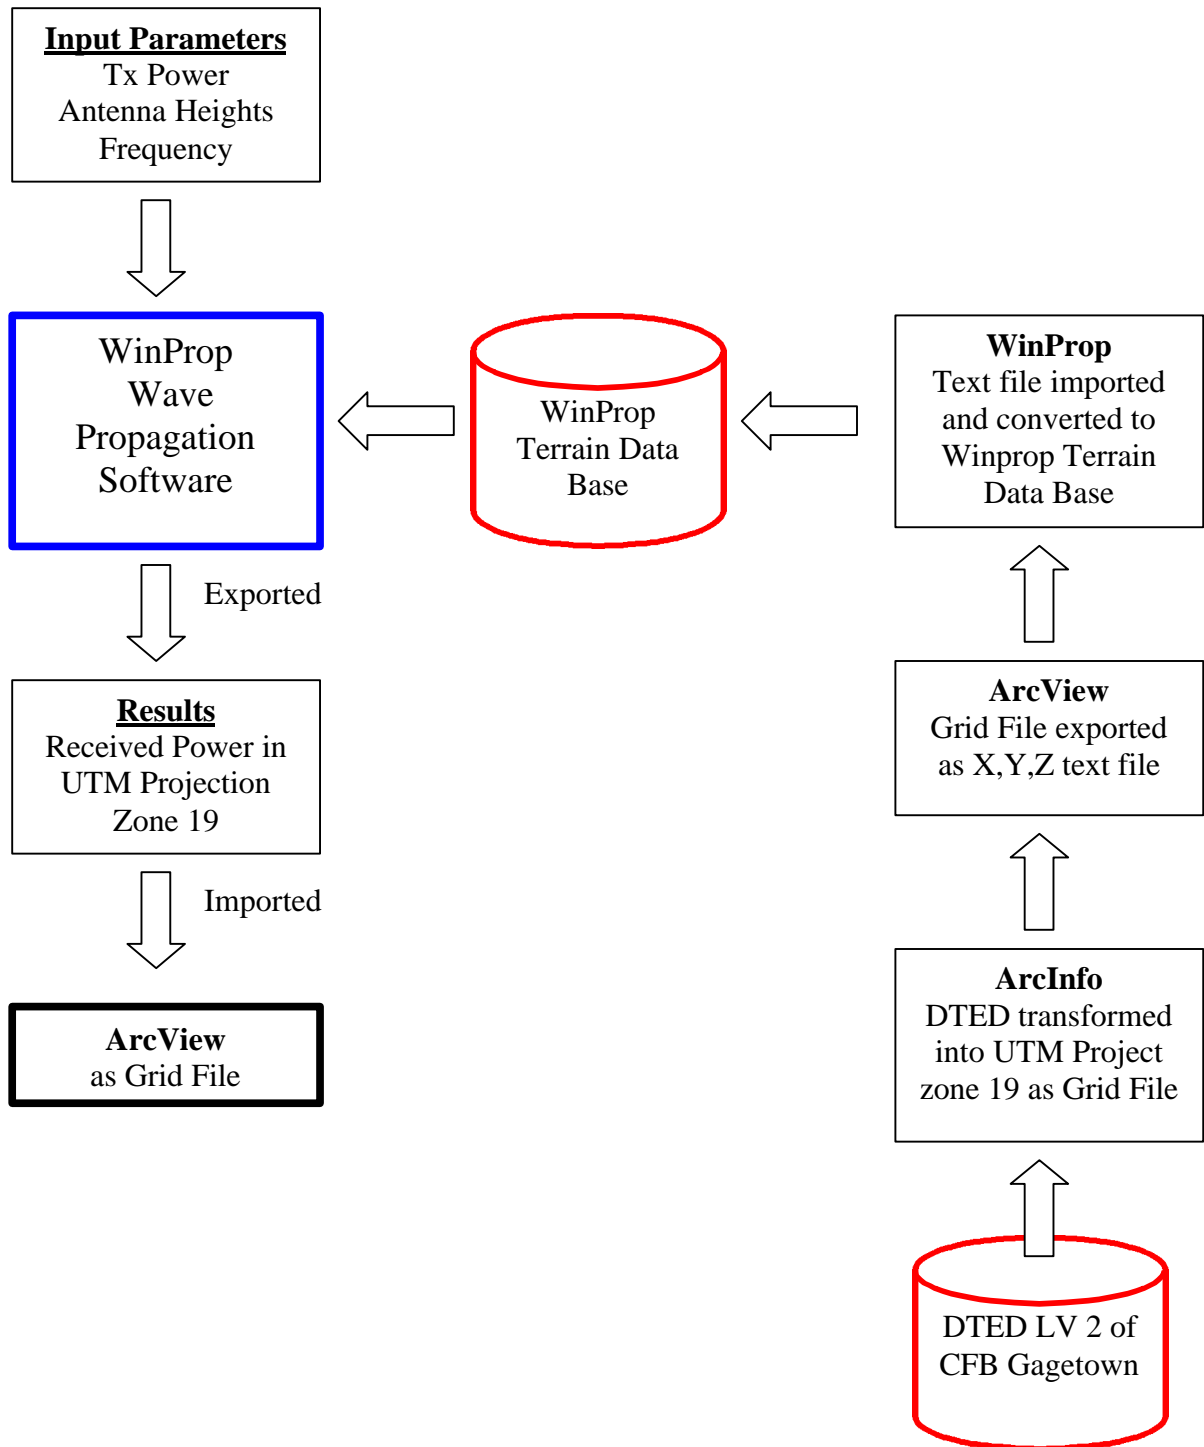 Input Parameters
Tx Power
Antenna Heights
Frequency
WinProp
Wave
Propagation
Software
WinProp
Terrain Data
Base
WinProp
Text file imported
and converted to
Winprop Terrain
Data Base
Exported
Results
Received Power in
UTM Projection
Zone 19
ArcView
Grid File exported
as X,Y,Z text file
Imported
ArcView
as Grid File
ArcInfo
DTED transformed
into UTM Project
zone 19 as Grid File
DTED LV 2 of
CFB Gagetown